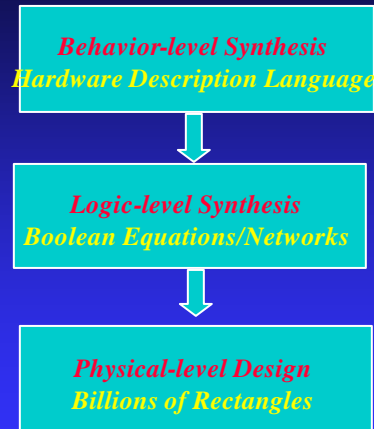 Behavior-level Synthesis
Hardware Description Language
Logic-level Synthesis
Boolean Equations/Networks
Physical-level Design
Billions of Rectangles